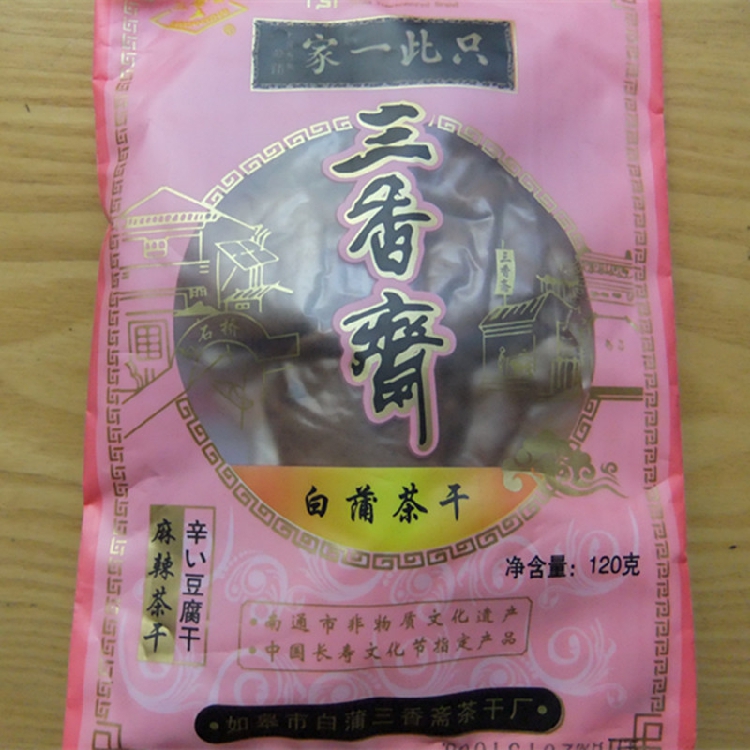 只此一家
三香齋
三香斋
石桥
白蒲茶干
麻辣茶干
辛い豆腐干
净含量：120克
•南通市非物质文化遗产
•中国长寿文化节指定产品
•如皋市白蒲三香斋茶干厂•